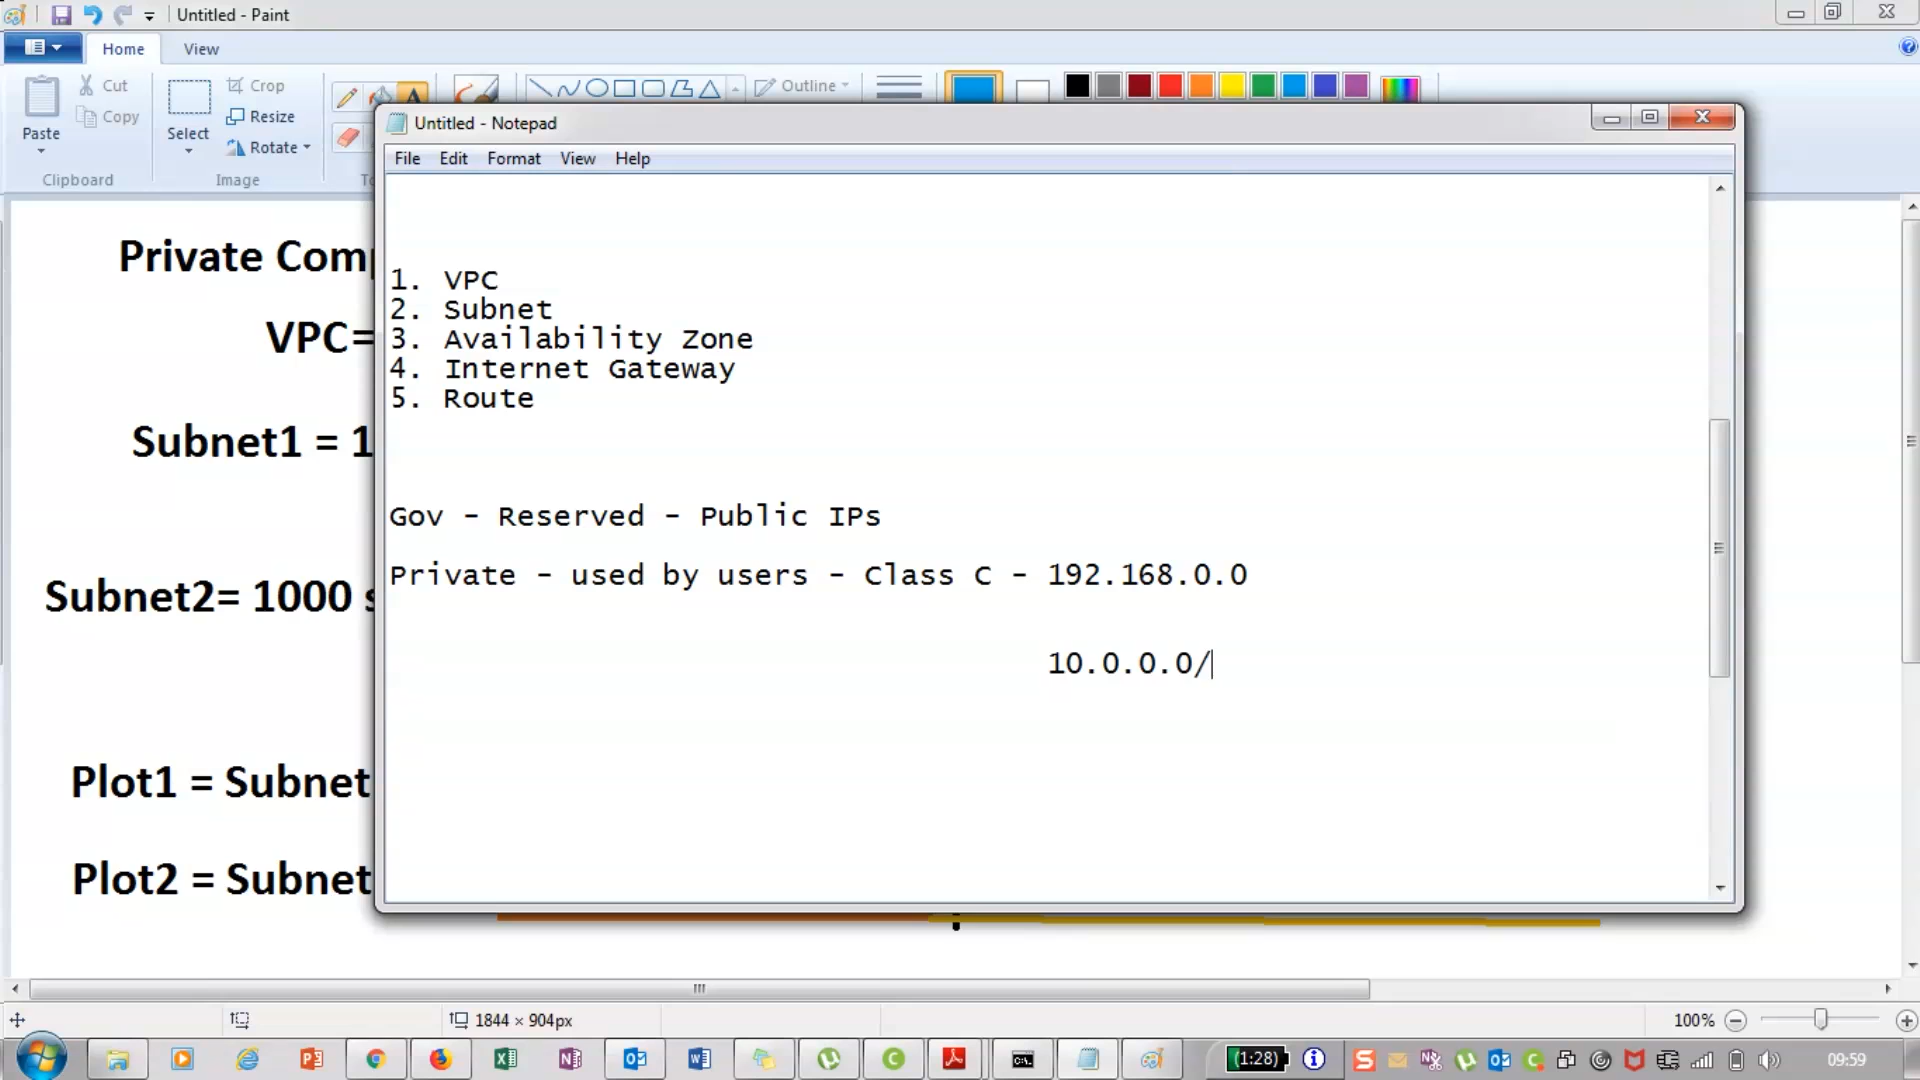 Untitled - Paint
Home View
Paste
Cut
Copy
Clipboard
Select
Crop
Resize
Rotate
Image
Outline
Untitled - Notepad
File Edit Format View Help
1. VPC
2. Subnet
3. Availability Zone
4. Internet Gateway
5. Route
Gov - Reserved - Public IPs
Private - used by users - Class C - 192.168.0.0
10.0.0.0/
VPC=
Subnet1 = 1
Subnet2= 1000
Plot1 = Subnet
Plot2 = Subnet
Private
1844 × 904px
100%
(1:28)
09:59